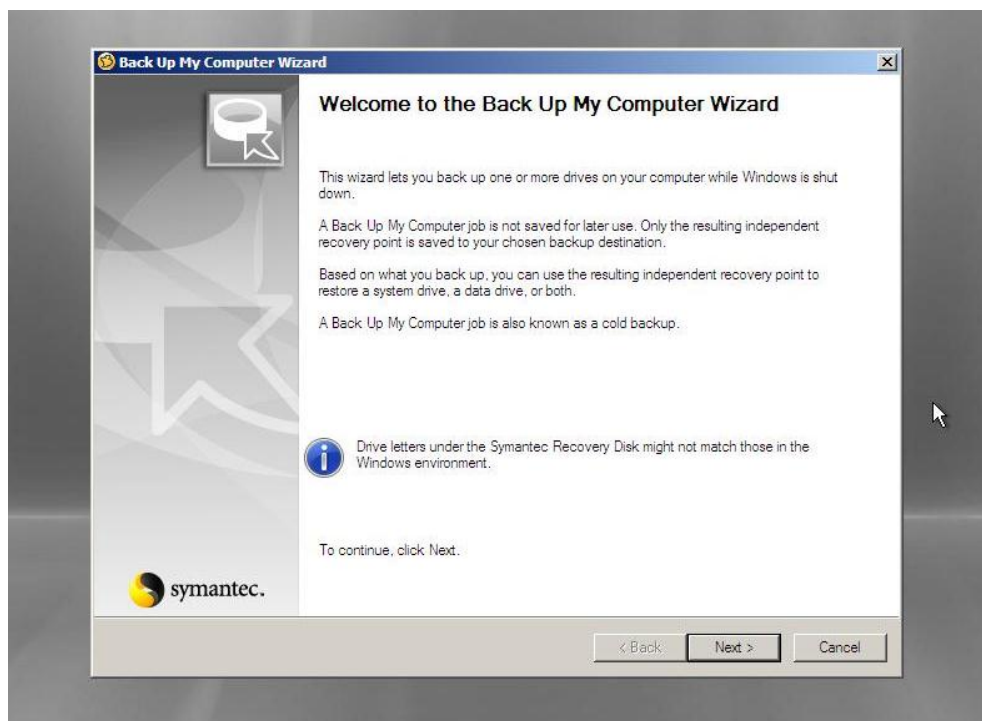 Back Up My Computer Wizard
Welcome to the Back Up My Computer Wizard
This wizard lets you back up one or more drives on your computer while Windows is shut
down.
A Back Up My Computer job is not saved for later use. Only the resulting independent
recovery point is saved to your chosen backup destination.
Based on what you back up, you can use the resulting independent recovery point to
restore a system drive, a data drive, or both.
A Back Up My Computer job is also known as a cold backup.
Drive letters under the Symantec Recovery Disk might not match those in the
Windows environment.
To continue, click Next.
symantec.
< Back Next > Cancel